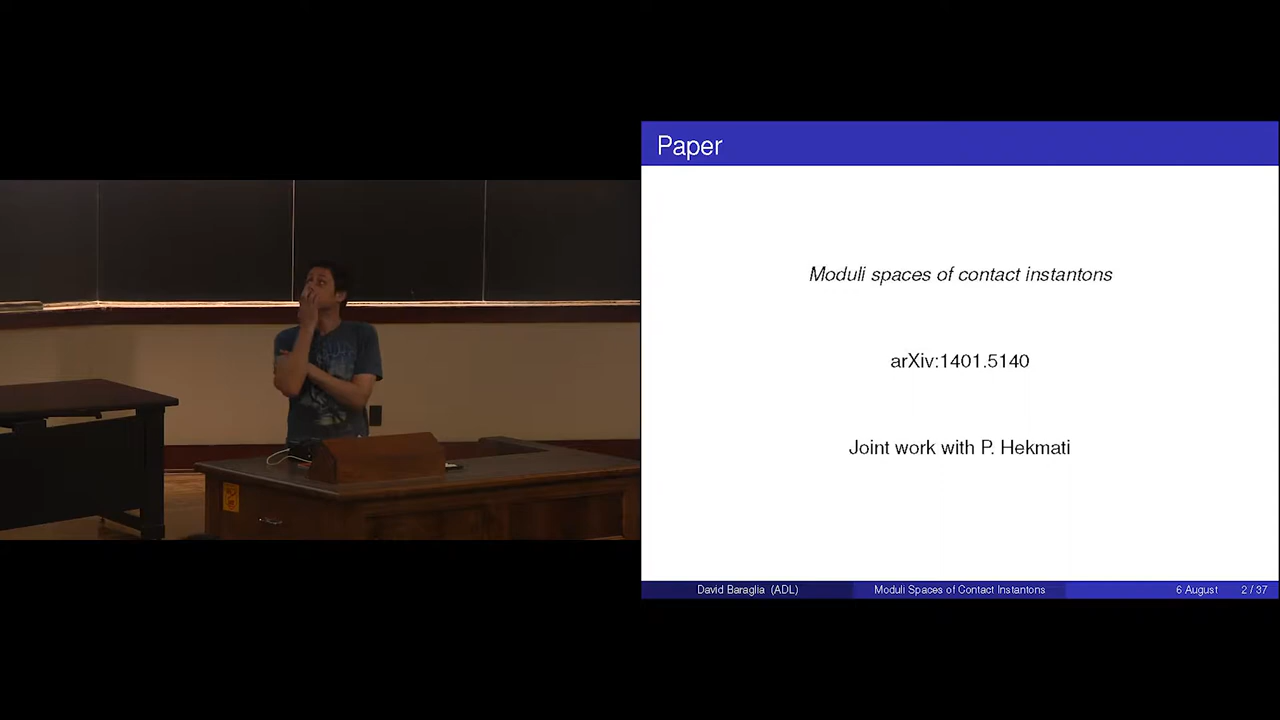 Paper
Moduli spaces of contact instantons
arXiv:1401.5140
Joint work with P. Hekmati
David Baraglia (ADL)
Moduli Spaces of Contact Instantons
6 August
2 / 37